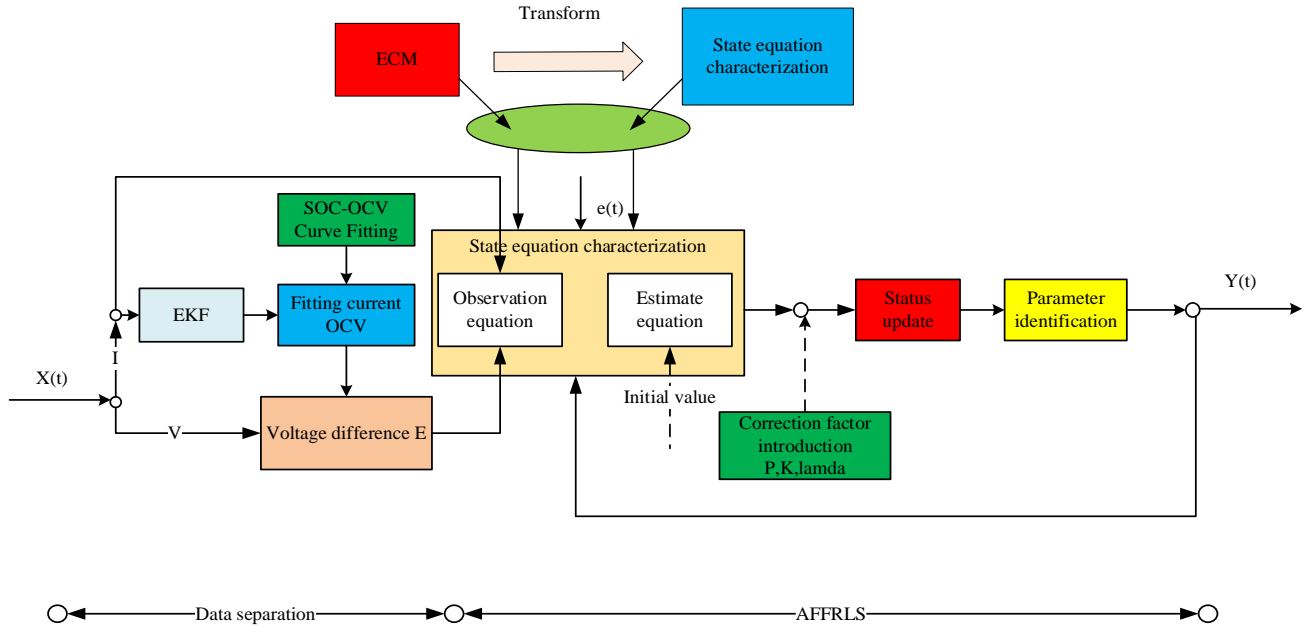 Transform
ECM
State equation
characterization
SOC-OCV
Curve Fitting
e(t)
State equation characterization
EKF
Fitting current
OCV
Observation
equation
Estimate
equation
Status
update
Parameter
identification
Y(t)
I
X(t)
V
Voltage difference E
Initial value
Correction factor
introduction
P,K,lamda
Data separation
AFFRLS